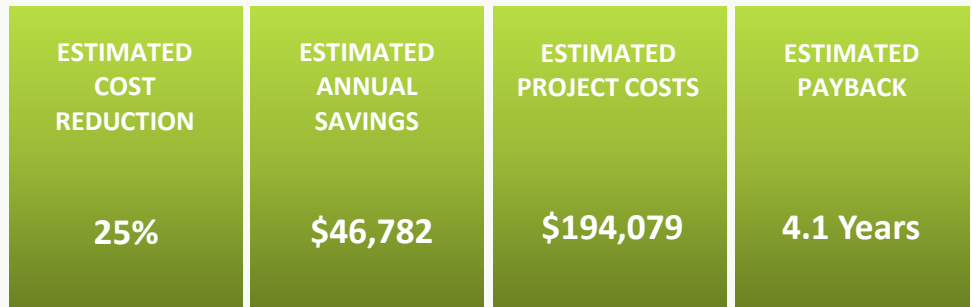 ESTIMATED
COST
REDUCTION
25%
ESTIMATED
ANNUAL
SAVINGS
$46,782
ESTIMATED
PROJECT COSTS
$194,079
ESTIMATED
PAYBACK
4.1 Years